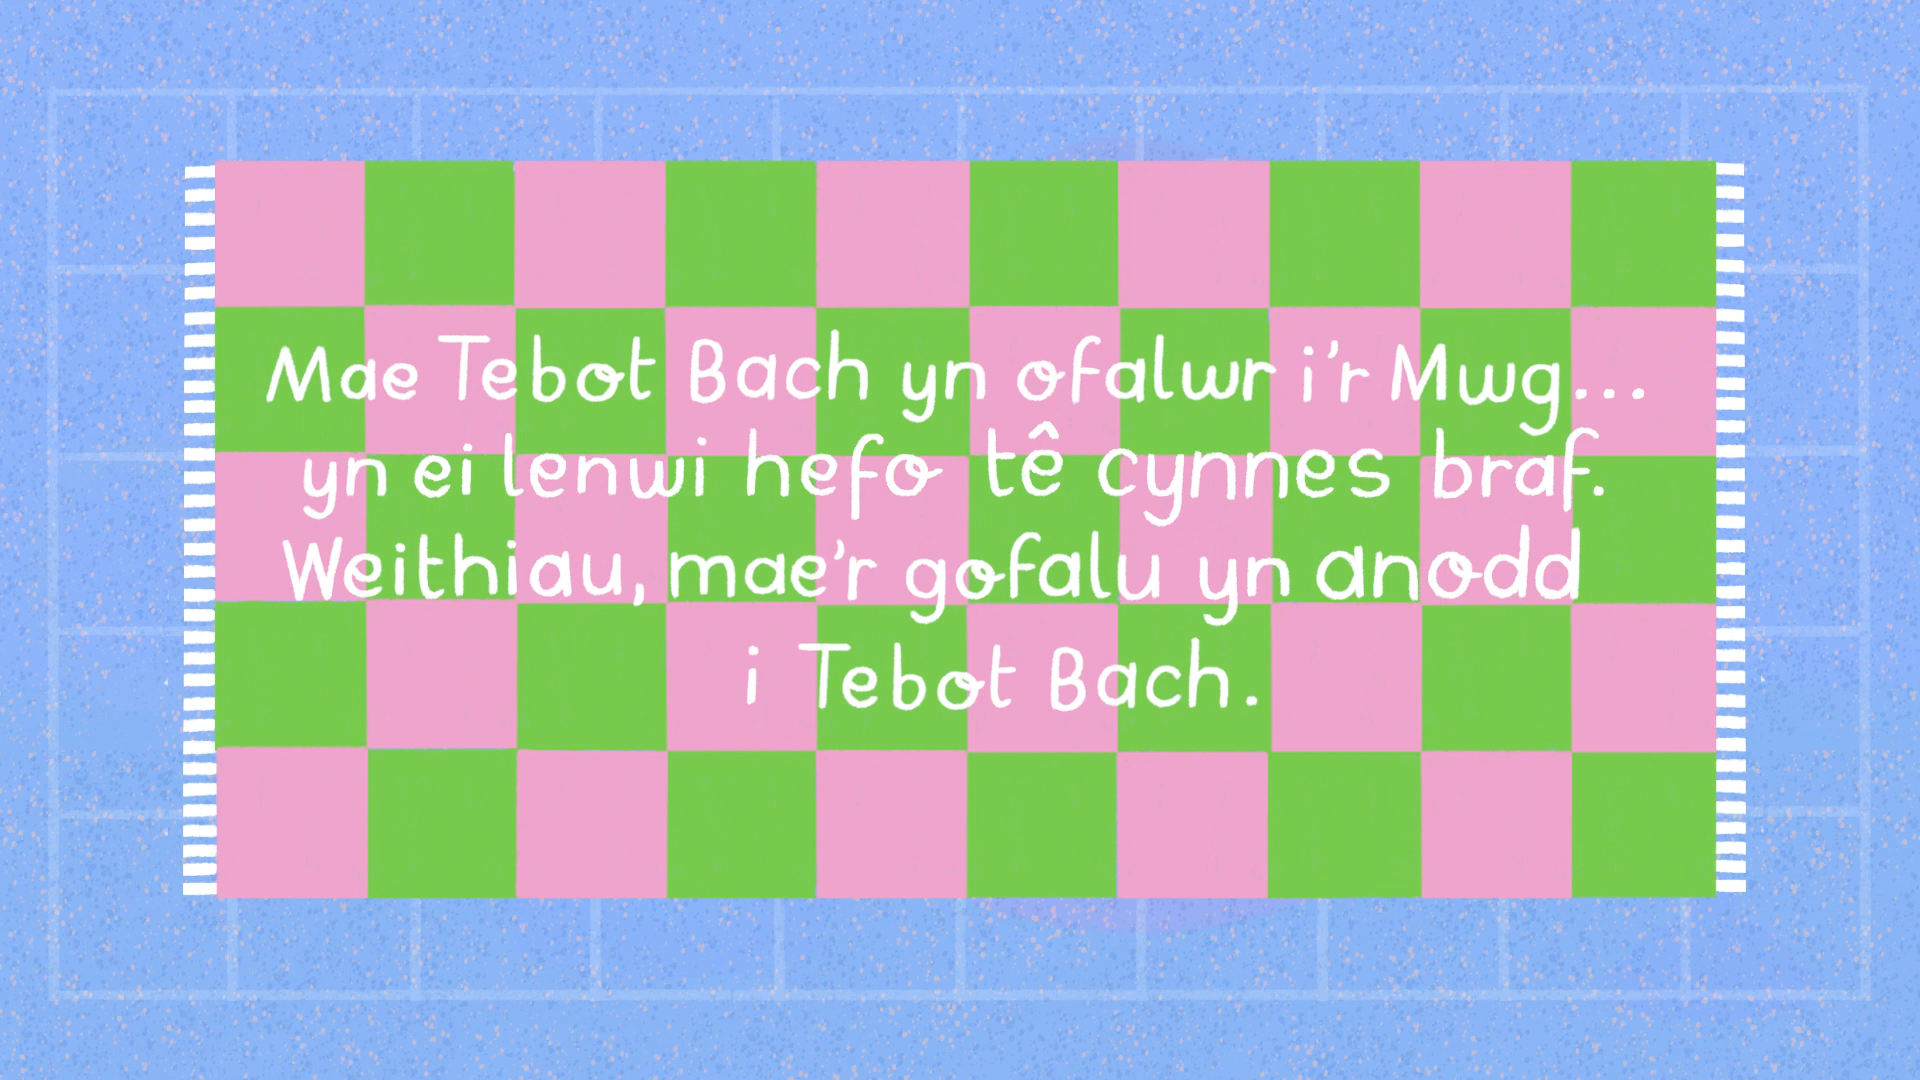 Mae Tebot Bach yn ofalwr i'r Mwg...
yn ei lenwi hefo tê cynnes braf.
Weithiau, mae'r gofalu yn anodd
i Tebot Bach.